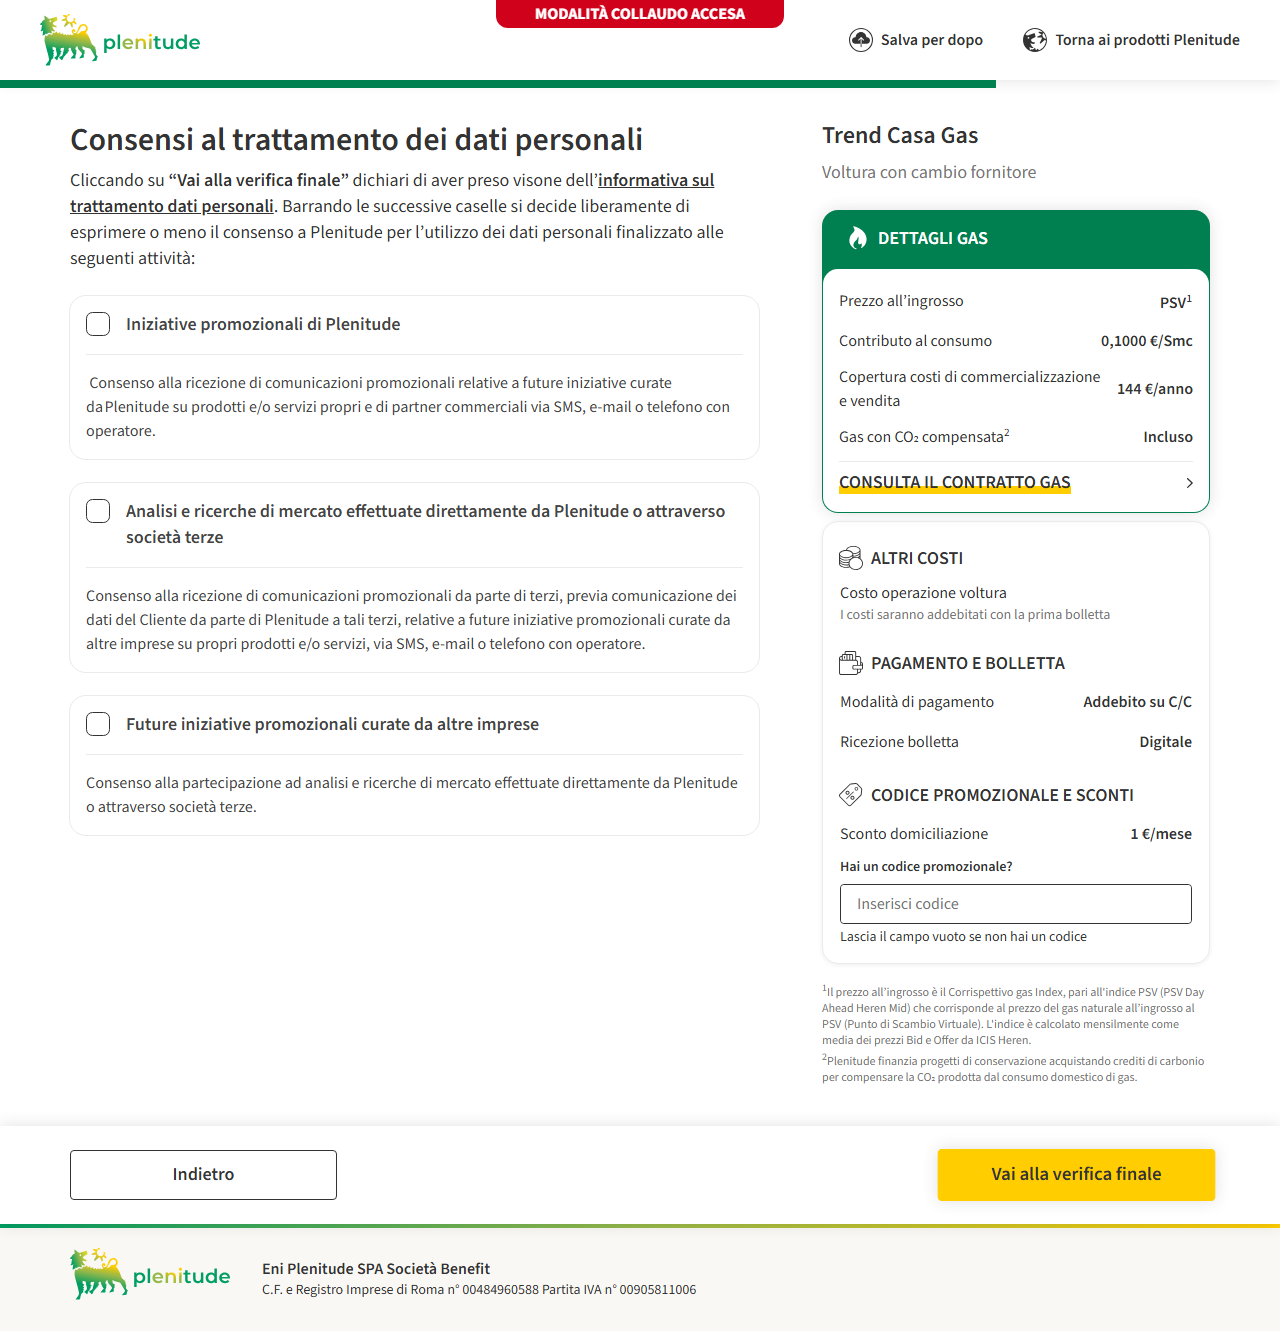 MODALITÀ COLLAUDO ACCESA
plenitude
Salva per dopo
Torna ai prodotti Plenitude
Consensi al trattamento dei dati personali
Cliccando su “Vai alla verifica finale” dichiari di aver preso visone dell’informativa sul
trattamento dati personali. Barrando le successive caselle si decide liberamente di
esprimere o meno il consenso a Plenitude per l’utilizzo dei dati personali finalizzato alle
seguenti attività:
Iniziative promozionali di Plenitude
Consenso alla ricezione di comunicazioni promozionali relative a future iniziative curate
da Plenitude su prodotti e/o servizi propri e di partner commerciali via SMS, e-mail o telefono con
operatore.
Analisi e ricerche di mercato effettuate direttamente da Plenitude o attraverso
società terze
Consenso alla ricezione di comunicazioni promozionali da parte di terzi, previa comunicazione dei
dati del Cliente da parte di Plenitude a tali terzi, relative a future iniziative promozionali curate da
altre imprese su propri prodotti e/o servizi, via SMS, e-mail o telefono con operatore.
Future iniziative promozionali curate da altre imprese
Consenso alla partecipazione ad analisi e ricerche di mercato effettuate direttamente da Plenitude
o attraverso società terze.
Trend Casa Gas
Voltura con cambio fornitore
DETTAGLI GAS
Prezzo all’ingrosso PSV¹
Contributo al consumo 0,1000 €/Smc
Copertura costi di commercializzazione
e vendita 144 €/anno
Gas con CO₂ compensata² Incluso
CONSULTA IL CONTRATTO GAS
ALTRI COSTI
Costo operazione voltura
I costi saranno addebitati con la prima bolletta
PAGAMENTO E BOLLETTA
Modalità di pagamento Addebito su C/C
Ricezione bolletta Digitale
CODICE PROMOZIONALE E SCONTI
Sconto domiciliazione 1 €/mese
Hai un codice promozionale?
Inserisci codice
Lascia il campo vuoto se non hai un codice
¹Il prezzo all’ingrosso è il Corrispettivo gas Index, pari all’indice PSV (PSV Day
Ahead Heren Mid) che corrisponde al prezzo del gas naturale all’ingrosso al
PSV (Punto di Scambio Virtuale). L’indice è calcolato mensilmente come
media dei prezzi Bid e Offer da ICIS Heren.
²Plenitude finanzia progetti di conservazione acquistando crediti di carbonio
per compensare la CO₂ prodotta dal consumo domestico di gas.
Indietro
Vai alla verifica finale
plenitude
Eni Plenitude SPA Società Benefit
C.F. e Registro Imprese di Roma n° 00484960588 Partita IVA n° 00905811006